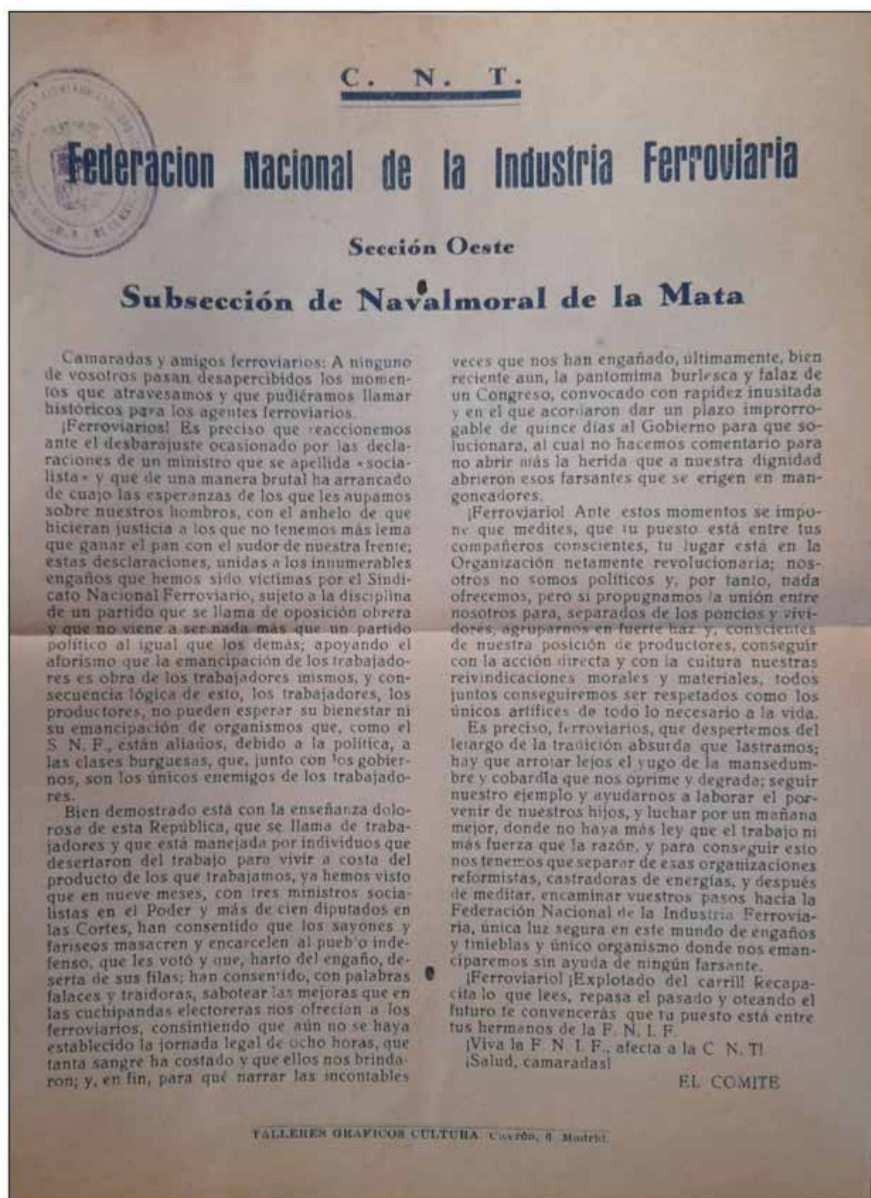 C. N. T.
Federacion Nacional de la Industria Ferroviaria
Sección Oeste
Subsección de Navalmoral de la Mata
Camaradas y amigos ferroviarios: A ninguno
de vosotros pasan desapercibidos los momen-
tos que atravesamos y que pudiéramos llamar
históricos para los agentes ferroviarios.
¡Ferroviarios! Es preciso que reaccionemos
ante el desbarajuste ocasionado por las decla-
raciones de un ministro que se apellida «socia-
lista» y que de una manera brutal ha arrancado
de cuajo las esperanzas de los que les aupamos
sobre nuestros hombros, con el anhelo de que
hicieran justicia a los que no tenemos más lema
que ganar el pan con el sudor de nuestra frente;
estas desclaraciones, unidas a los innumerables
engaños que hemos sido víctimas por el Sindi-
cato Nacional Ferroviario, sujeto a la disciplina
de un partido que se llama de oposición obrera
y que no viene a ser nada más que un partido
político al igual que los demás; apoyando el
aforismo que la emancipación de los trabajado-
res es obra de los trabajadores mismos, y con-
secuencia lógica de esto, los trabajadores, los
productores, no pueden esperar su bienestar ni
su emancipación de organismos que, como el
S N. F., están aliados, debido a la política, a
las clases burguesas, que, junto con los gobier-
nos, son los únicos enemigos de los trabajado-
res.
Bien demostrado está con la enseñanza dolo-
rosa de esta República, que se llama de traba-
jadores y que está manejada por individuos que
desertaron del trabajo para vivir a costa del
producto de los que trabajamos, ya hemos visto
que en nueve meses, con tres ministros socia-
listas en el Poder y más de cien diputados en
las Cortes, han consentido que los sayones y
fariseos masacren y encarcelen al pueblo inde-
fenso, que les votó y que, harto del engaño, de-
serta de sus filas; han consentido, con palabras
falaces y traidoras, sabotear las mejoras que en
las cuchipandas electoreras nos ofrecían a los
ferroviarios, consintiendo que aún no se haya
establecido la jornada legal de ocho horas, que
tanta sangre ha costado y que ellos nos brinda-
ron; y, en fin, para qué narrar las incontables
veces que nos han engañado, últimamente, bien
reciente aun, la pantomima burlesca y falaz de
un Congreso, convocado con rapidez inusitada
y en el que acordaron dar un plazo improrro-
gable de quince días al Gobierno para que so-
lucionara, al cual no hacemos comentario para
no abrir más la herida que a nuestra dignidad
abrieron esos farsantes que se erigen en man-
goneadores.
¡Ferroviario! Ante estos momentos se impo-
ne que medites, que tu puesto está entre tus
compañeros conscientes, tu lugar está en la
Organización netamente revolucionaria; nos-
otros no somos políticos y, por tanto, nada
ofrecemos, pero si propugnamos la unión entre
nosotros para, separados de los poncios y vivi-
dores, agruparnos en fuerte haz y, conscientes
de nuestra posición de productores, conseguir
con la acción directa y con la cultura nuestras
reivindicaciones morales y materiales, todos
juntos conseguiremos ser respetados como los
únicos artífices de todo lo necesario a la vida.
Es preciso, ferroviarios, que despertemos del
letargo de la tradición absurda que lastramos;
hay que arrojar lejos el yugo de la mansedum-
bre y cobardía que nos oprime y degrada; seguir
nuestro ejemplo y ayudarnos a laborar el por-
venir de nuestros hijos, y luchar por un mañana
mejor, donde no haya más ley que el trabajo ni
más fuerza que la razón, y para conseguir esto
nos tenemos que separar de esas organizaciones
reformistas, castradoras de energías, y después
de meditar, encaminar vuestros pasos hacia la
Federación Nacional de la Industria Ferrovia-
ria, única luz segura en este mundo de engaños
y tinieblas y único organismo donde nos eman-
ciparemos sin ayuda de ningún farsante.
¡Ferroviario! ¡Explotado del carril! Recapa-
cita lo que lees, repasa el pasado y oteando el
futuro te convencerás que tu puesto está entre
tus hermanos de la F. N. I. F.
¡Viva la F N I F., afecta a la C N. T!
¡Salud, camaradas!
EL COMITE
TALLERES GRAFICOS CULTURA. 6 Madrid.